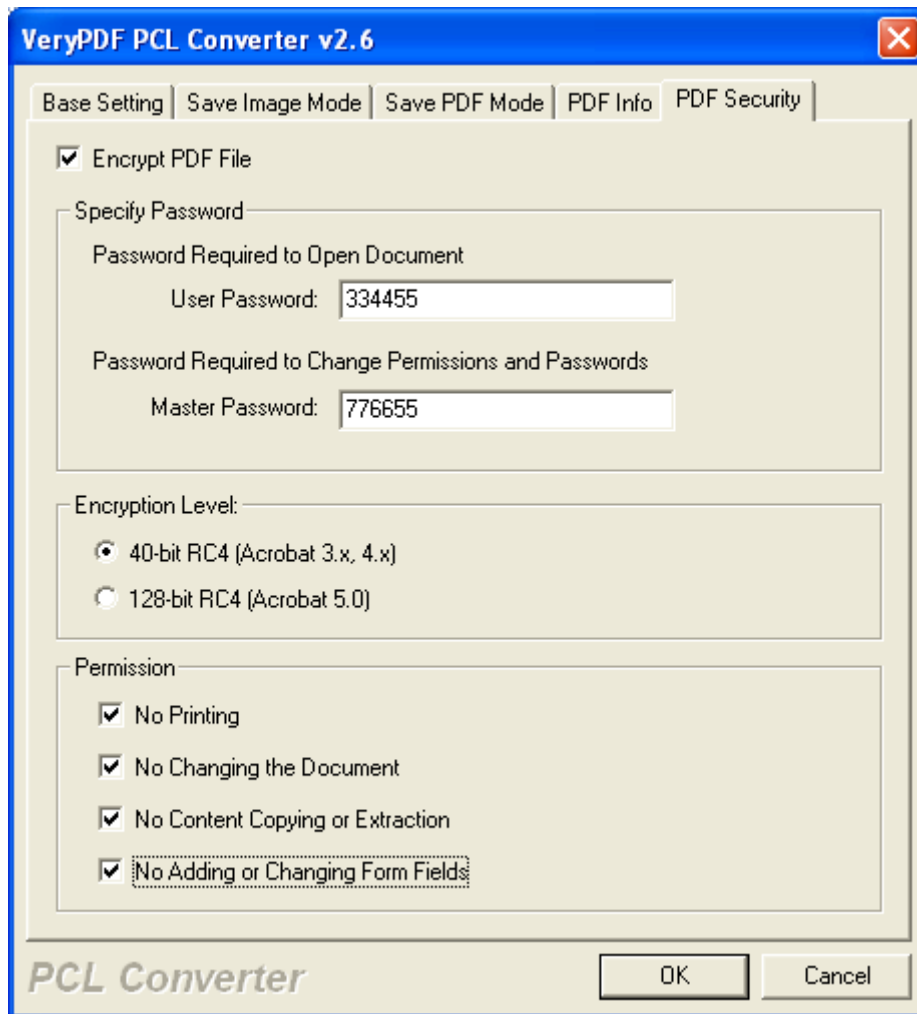 VeryPDF PCL Converter v2.6
Base Setting Save Image Mode Save PDF Mode PDF Info PDF Security
Encrypt PDF File
Specify Password
Password Required to Open Document
User Password: 334455
Password Required to Change Permissions and Passwords
Master Password: 776655
Encryption Level:
40-bit RC4 (Acrobat 3.x, 4.x)
128-bit RC4 (Acrobat 5.0)
Permission
No Printing
No Changing the Document
No Content Copying or Extraction
No Adding or Changing Form Fields
PCL Converter OK Cancel